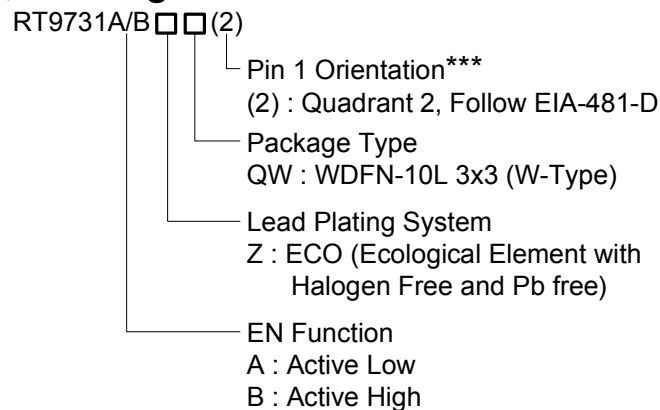 RT9731A/B □ □ (2)
Pin 1 Orientation***
(2) : Quadrant 2, Follow EIA-481-D
Package Type
QW : WDFN-10L 3x3 (W-Type)
Lead Plating System
Z : ECO (Ecological Element with
Halogen Free and Pb free)
EN Function
A : Active Low
B : Active High